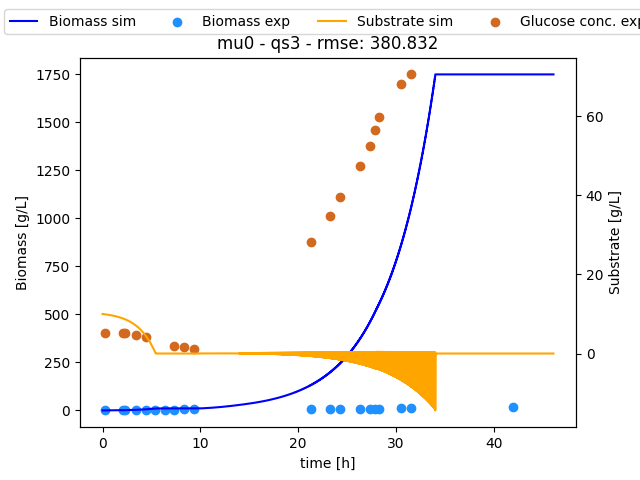 Biomass sim Biomass exp Substrate sim Glucose conc. exp
mu0 - qs3 - rmse: 380.832
1750
1500
1250
1000
750
500
250
0
Biomass [g/L]
60
40
20
0
Substrate [g/L]
0 10 20 30 40
time [h]